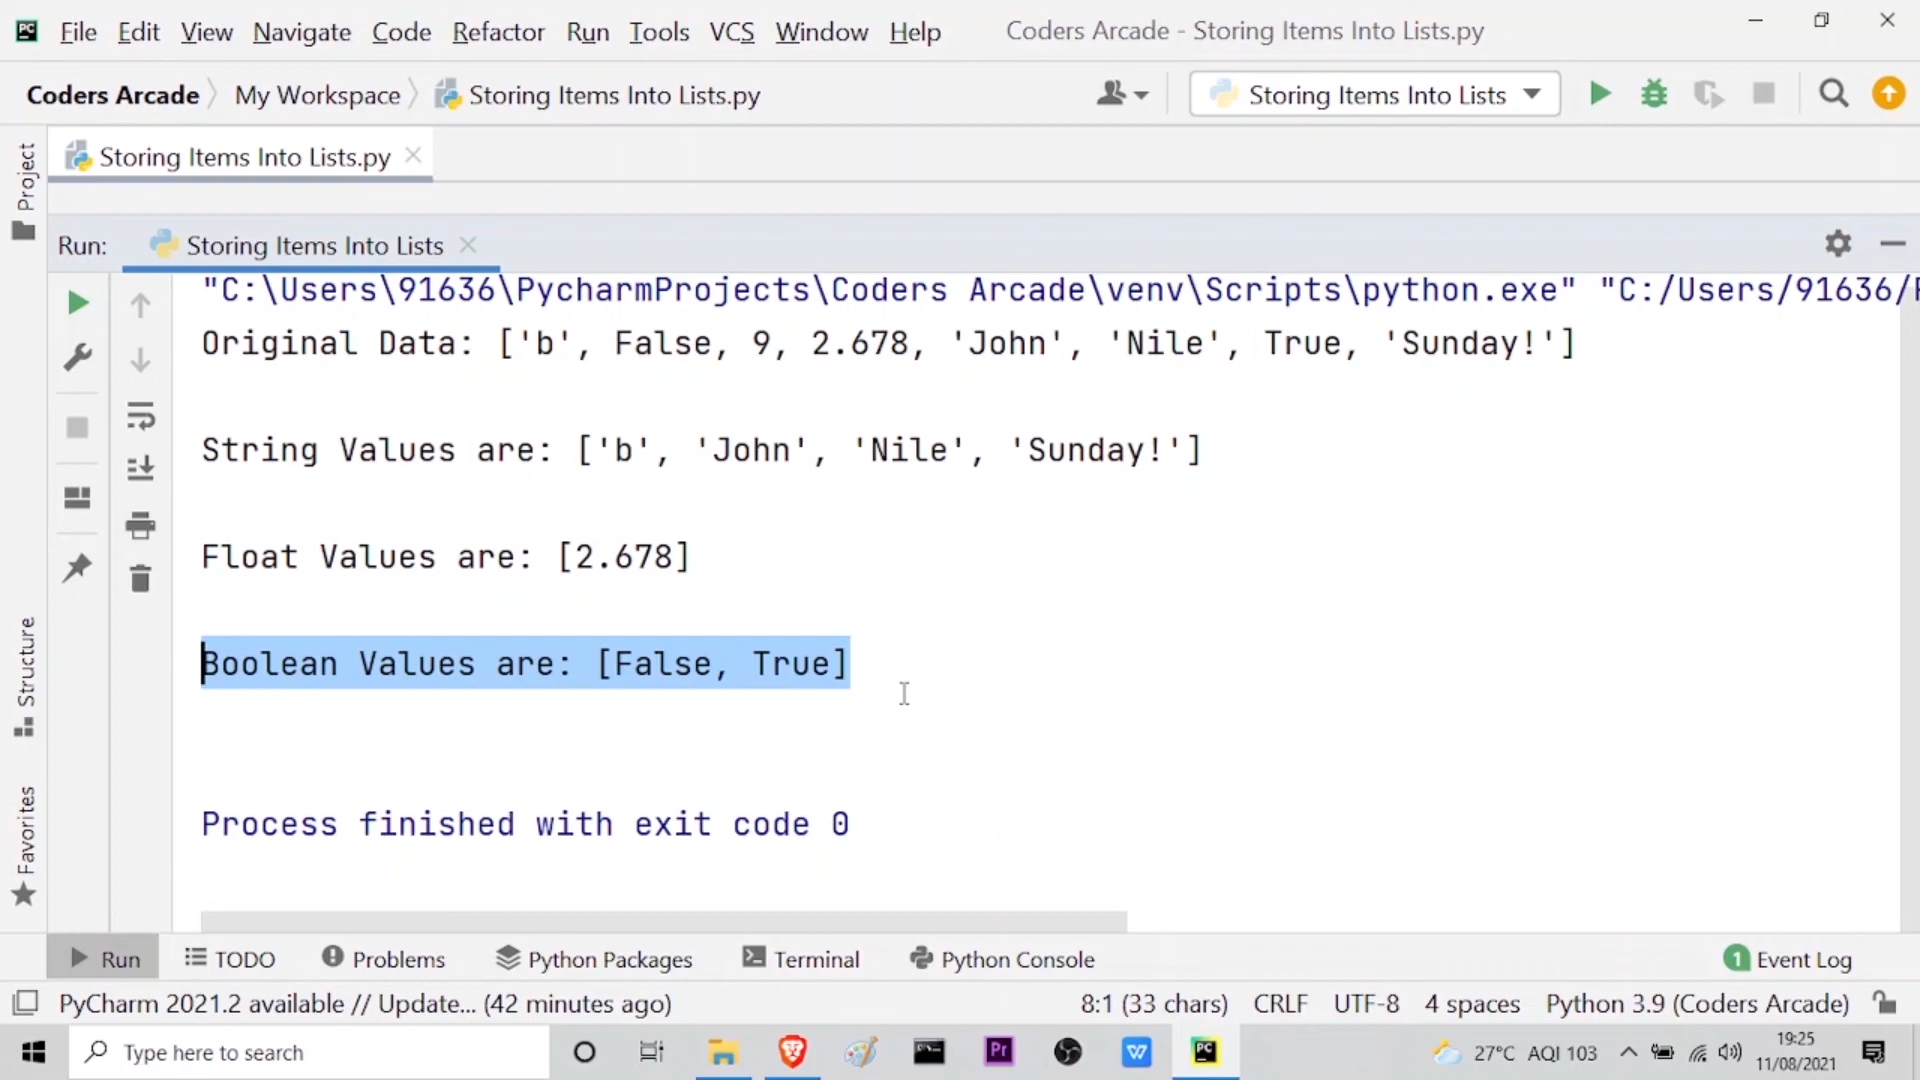 File Edit View Navigate Code Refactor Run Tools VCS Window Help Coders Arcade - Storing Items Into Lists.py
Coders Arcade My Workspace Storing Items Into Lists.py Storing Items Into Lists
Storing Items Into Lists.py
Project
Run: Storing Items Into Lists
"C:\Users\91636\PycharmProjects\Coders Arcade\venv\Scripts\python.exe" "C:/Users/91636/P
Original Data: ['b', False, 9, 2.678, 'John', 'Nile', True, 'Sunday!']
String Values are: ['b', 'John', 'Nile', 'Sunday!']
Float Values are: [2.678]
Boolean Values are: [False, True]
Process finished with exit code 0
Structure
Favorites
Run TODO Problems Python Packages Terminal Python Console 1 Event Log
PyCharm 2021.2 available // Update... (42 minutes ago) 8:1 (33 chars) CRLF UTF-8 4 spaces Python 3.9 (Coders Arcade)
Type here to search Pr W PC 27°C AQI 103 19:25
11/08/2021